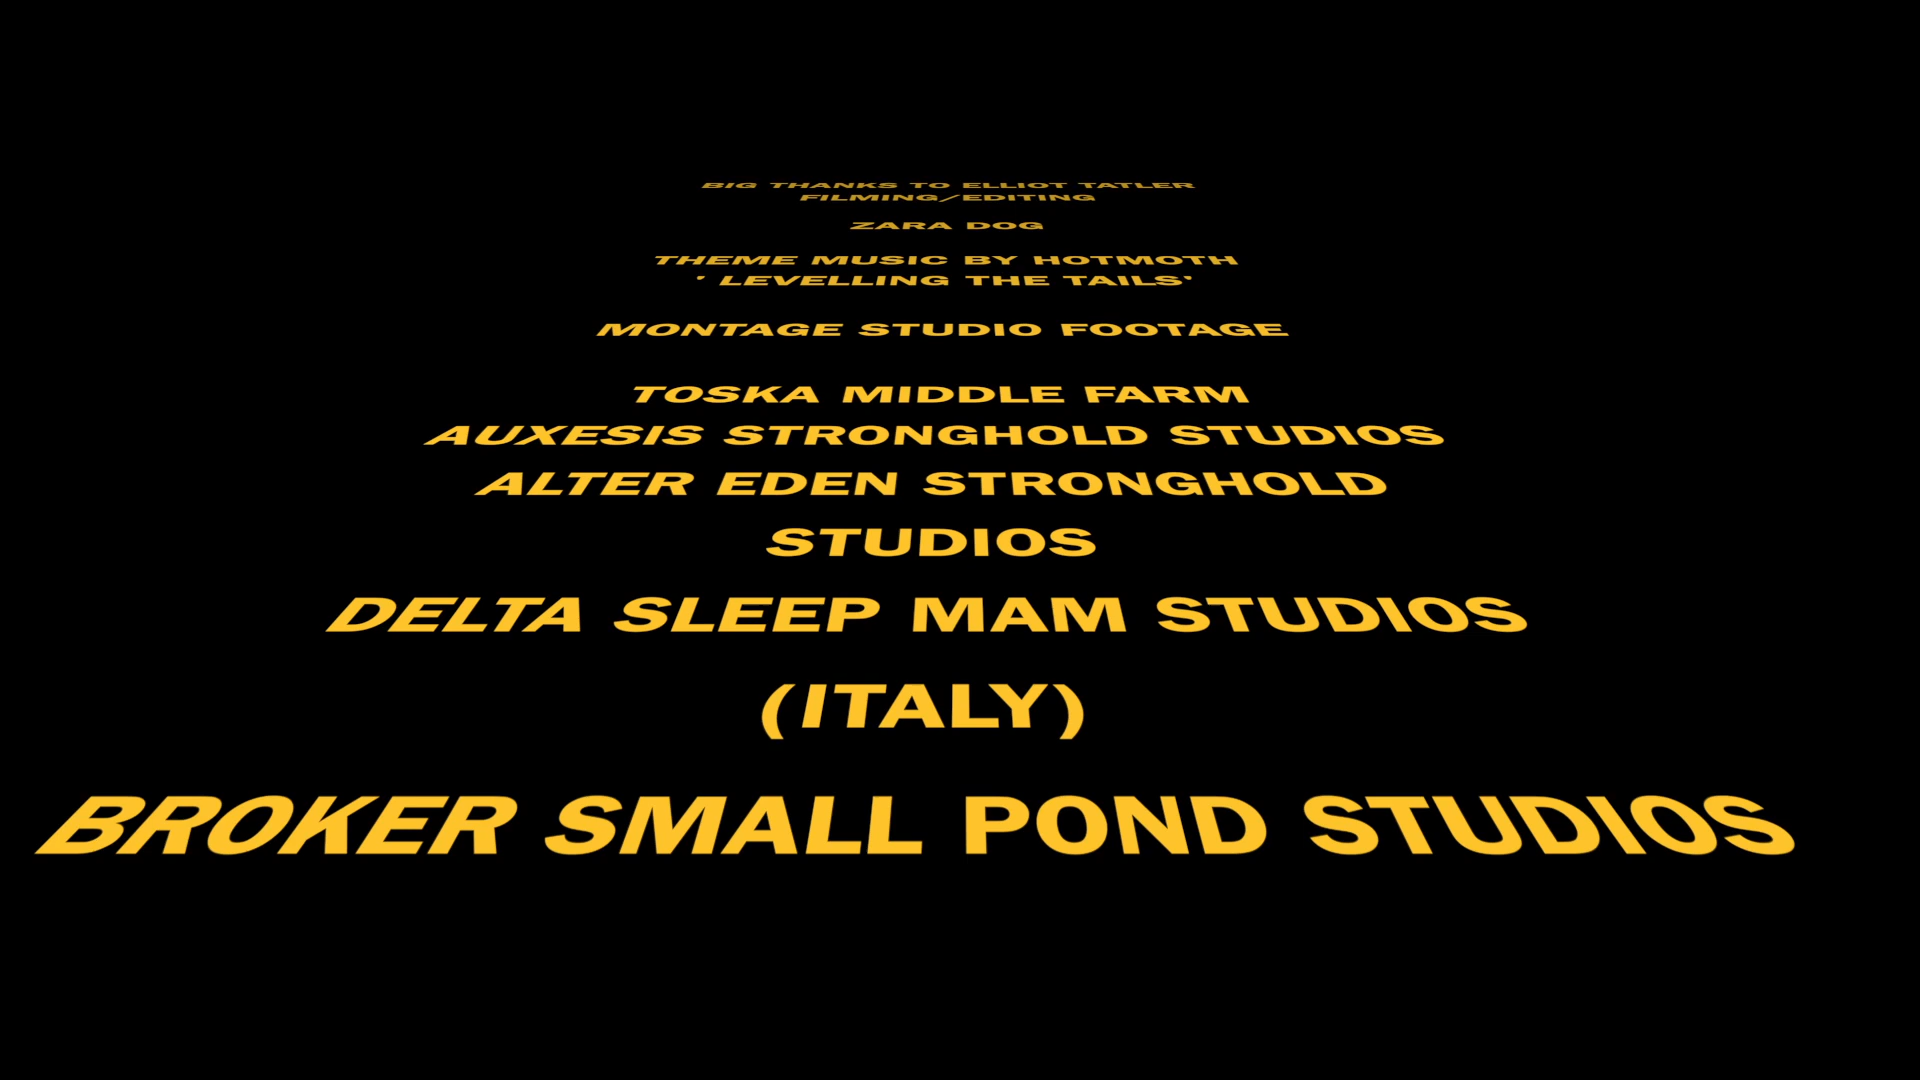 BIG THANKS TO ELLIOT TATLER
FILMING/EDITING
ZARA DOG
THEME MUSIC BY HOTMOTH
' LEVELLING THE TAILS'
MONTAGE STUDIO FOOTAGE
TOSKA MIDDLE FARM
AUXESIS STRONGHOLD STUDIOS
ALTER EDEN STRONGHOLD
STUDIOS
DELTA SLEEP MAM STUDIOS
(ITALY)
BROKER SMALL POND STUDIOS